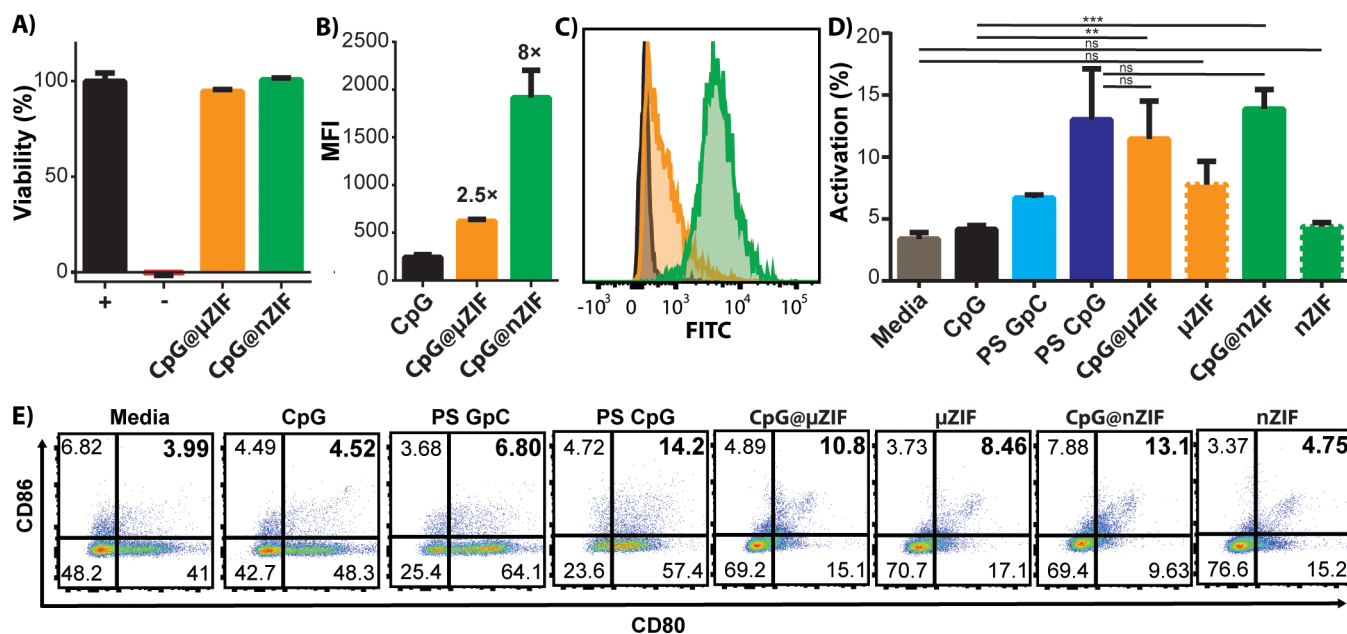 A)
Viability (%)
100
50
0
+
-
CpG@µZIF
CpG@nZIF
B)
MFI
2500
2000
1500
1000
500
0
2.5×
8×
CpG
CpG@µZIF
CpG@nZIF
C)
-10³ 0 10³ 10⁴ 10⁵
FITC
D)
Activation (%)
20
15
10
5
0
***
**
ns
ns
ns
ns
Media
CpG
PS GpC
PS CpG
CpG@µZIF
µZIF
CpG@nZIF
nZIF
E)
Media CpG PS GpC PS CpG CpG@µZIF µZIF CpG@nZIF nZIF
6.82 3.99 4.49 4.52 3.68 6.80 4.72 14.2 4.89 10.8 3.73 8.46 7.88 13.1 3.37 4.75
CD86
48.2 41 42.7 48.3 25.4 64.1 23.6 57.4 69.2 15.1 70.7 17.1 69.4 9.63 76.6 15.2
CD80